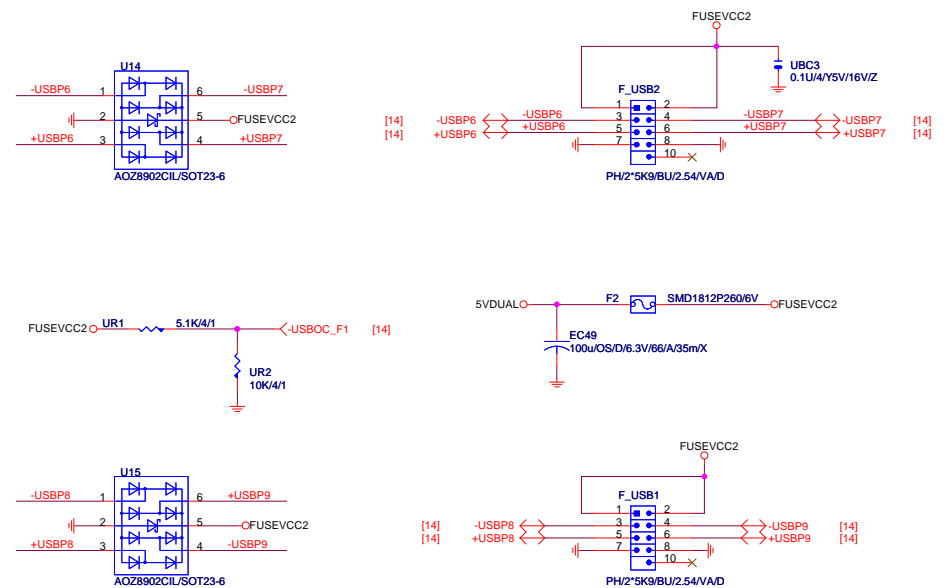 FUSEVCC2
U14
-USBP6 1 6 -USBP7
2 5 FUSEVCC2
+USBP6 3 4 +USBP7
AOZ8902CIL/SOT23-6
UBC3
0.1U/4/Y5V/16V/Z
F_USB2
1 2
[14] -USBP6 -USBP6 3 4 -USBP7 -USBP7 [14]
[14] +USBP6 +USBP6 5 6 +USBP7 +USBP7 [14]
7 8
10
PH/2*5K9/BU/2.54/VA/D
FUSEVCC2 UR1 5.1K/4/1 -USBOC_F1 [14]
UR2
10K/4/1
5VDUAL F2 SMD1812P260/6V FUSEVCC2
EC49
100u/OS/D/6.3V/66/A/35m/X
U15
-USBP8 1 6 +USBP9
2 5 FUSEVCC2
+USBP8 3 4 -USBP9
AOZ8902CIL/SOT23-6
FUSEVCC2
F_USB1
1 2
[14] -USBP8 3 4 -USBP9 [14]
[14] +USBP8 5 6 +USBP9 [14]
7 8
10
PH/2*5K9/BU/2.54/VA/D